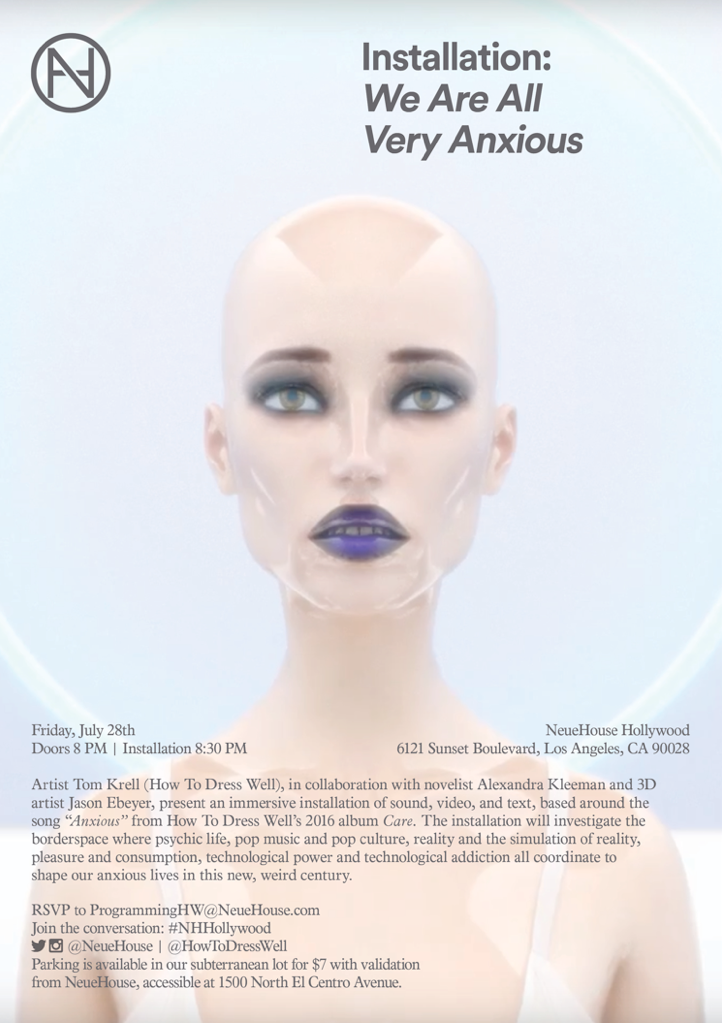 Installation:
We Are All
Very Anxious
Friday, July 28th
Doors 8 PM | Installation 8:30 PM
NeueHouse Hollywood
6121 Sunset Boulevard, Los Angeles, CA 90028
Artist Tom Krell (How To Dress Well), in collaboration with novelist Alexandra Kleeman and 3D
artist Jason Ebeyer, present an immersive installation of sound, video, and text, based around the
song “Anxious” from How To Dress Well’s 2016 album Care. The installation will investigate the
borderspace where psychic life, pop music and pop culture, reality and the simulation of reality,
pleasure and consumption, technological power and technological addiction all coordinate to
shape our anxious lives in this new, weird century.
RSVP to ProgrammingHW@NeueHouse.com
Join the conversation: #NHHollywood
@NeueHouse | @HowToDressWell
Parking is available in our subterranean lot for $7 with validation
from NeueHouse, accessible at 1500 North El Centro Avenue.